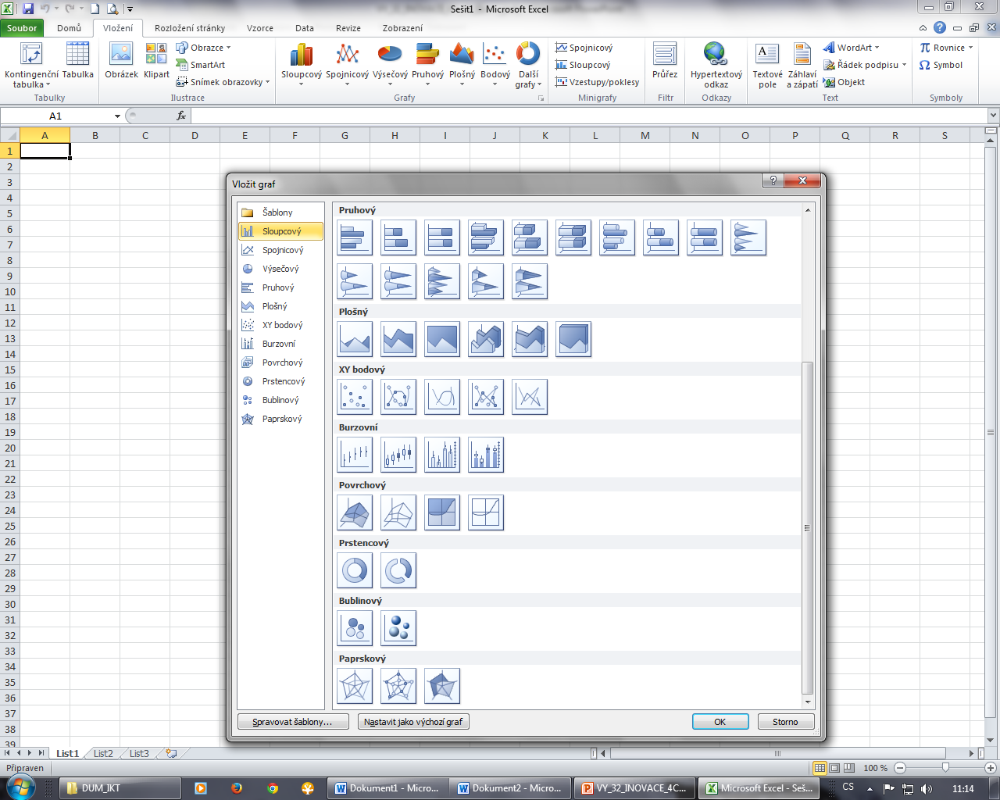 Sešit1 - Microsoft Excel
Soubor Domů Vložení Rozložení stránky Vzorce Data Revize Zobrazení
Kontingenční tabulka
Tabulka
Tabulky
Obrázek
Klipart
Obrazce
SmartArt
Snímek obrazovky
Ilustrace
Sloupcový
Spojnicový
Výsečový
Pruhový
Plošný
Bodový
Další grafy
Grafy
Spojnicový
Sloupcový
Vzestupy/poklesy
Minigrafy
Průřez
Filtr
Hypertextový odkaz
Odkazy
Textové pole
Záhlaví a zápatí
WordArt
Řádek podpisu
Objekt
Text
Rovnice
Symbol
Symboly
A1
fx
A B C D E F G H I J K L M N O P Q R S
1
2
3
4
5
6
7
8
9
10
11
12
13
14
15
16
17
18
19
20
21
22
23
24
25
26
27
28
29
30
31
32
33
34
35
36
37
38
39
Vložit graf
Šablony
Sloupcový
Spojnicový
Výsečový
Pruhový
Plošný
XY bodový
Burzovní
Povrchový
Prstencový
Bublinový
Paprskový
Pruhový
Plošný
XY bodový
Burzovní
Povrchový
Prstencový
Bublinový
Paprskový
Spravovat šablony...
Nastavit jako výchozí graf
OK
Storno
List1 List2 List3
Připraven
100 %
DUM_IKT
Dokument1 - Micro...
Dokument2 - Micro...
VY_32_INOVACE_4C...
Microsoft Excel - Seš...
CS
11:14